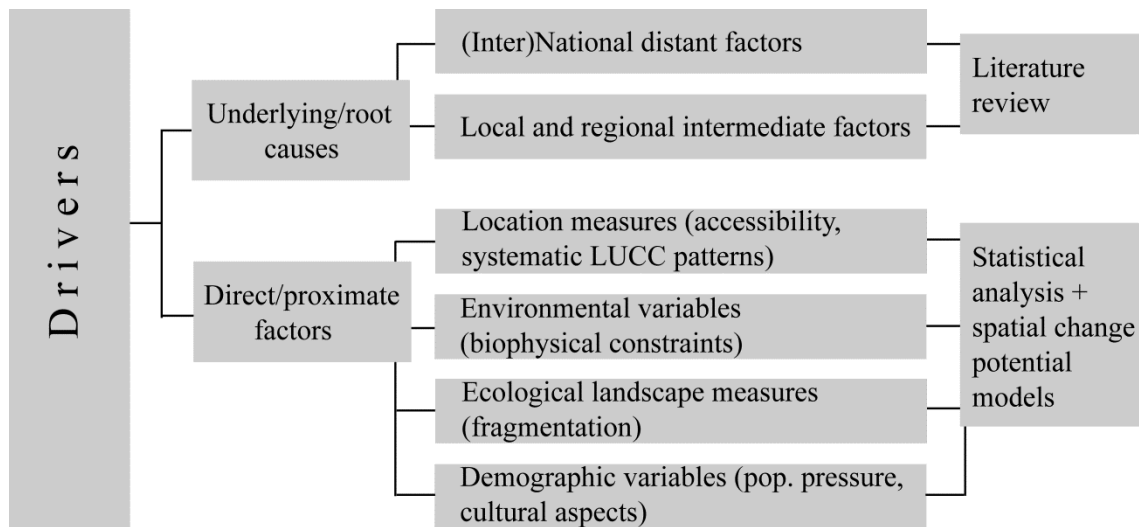 Drivers
Underlying/root
causes
(Inter)National distant factors
Local and regional intermediate factors
Literature
review
Direct/proximate
factors
Location measures (accessibility,
systematic LUCC patterns)
Environmental variables
(biophysical constraints)
Ecological landscape measures
(fragmentation)
Demographic variables (pop. pressure,
cultural aspects)
Statistical
analysis +
spatial change
potential
models